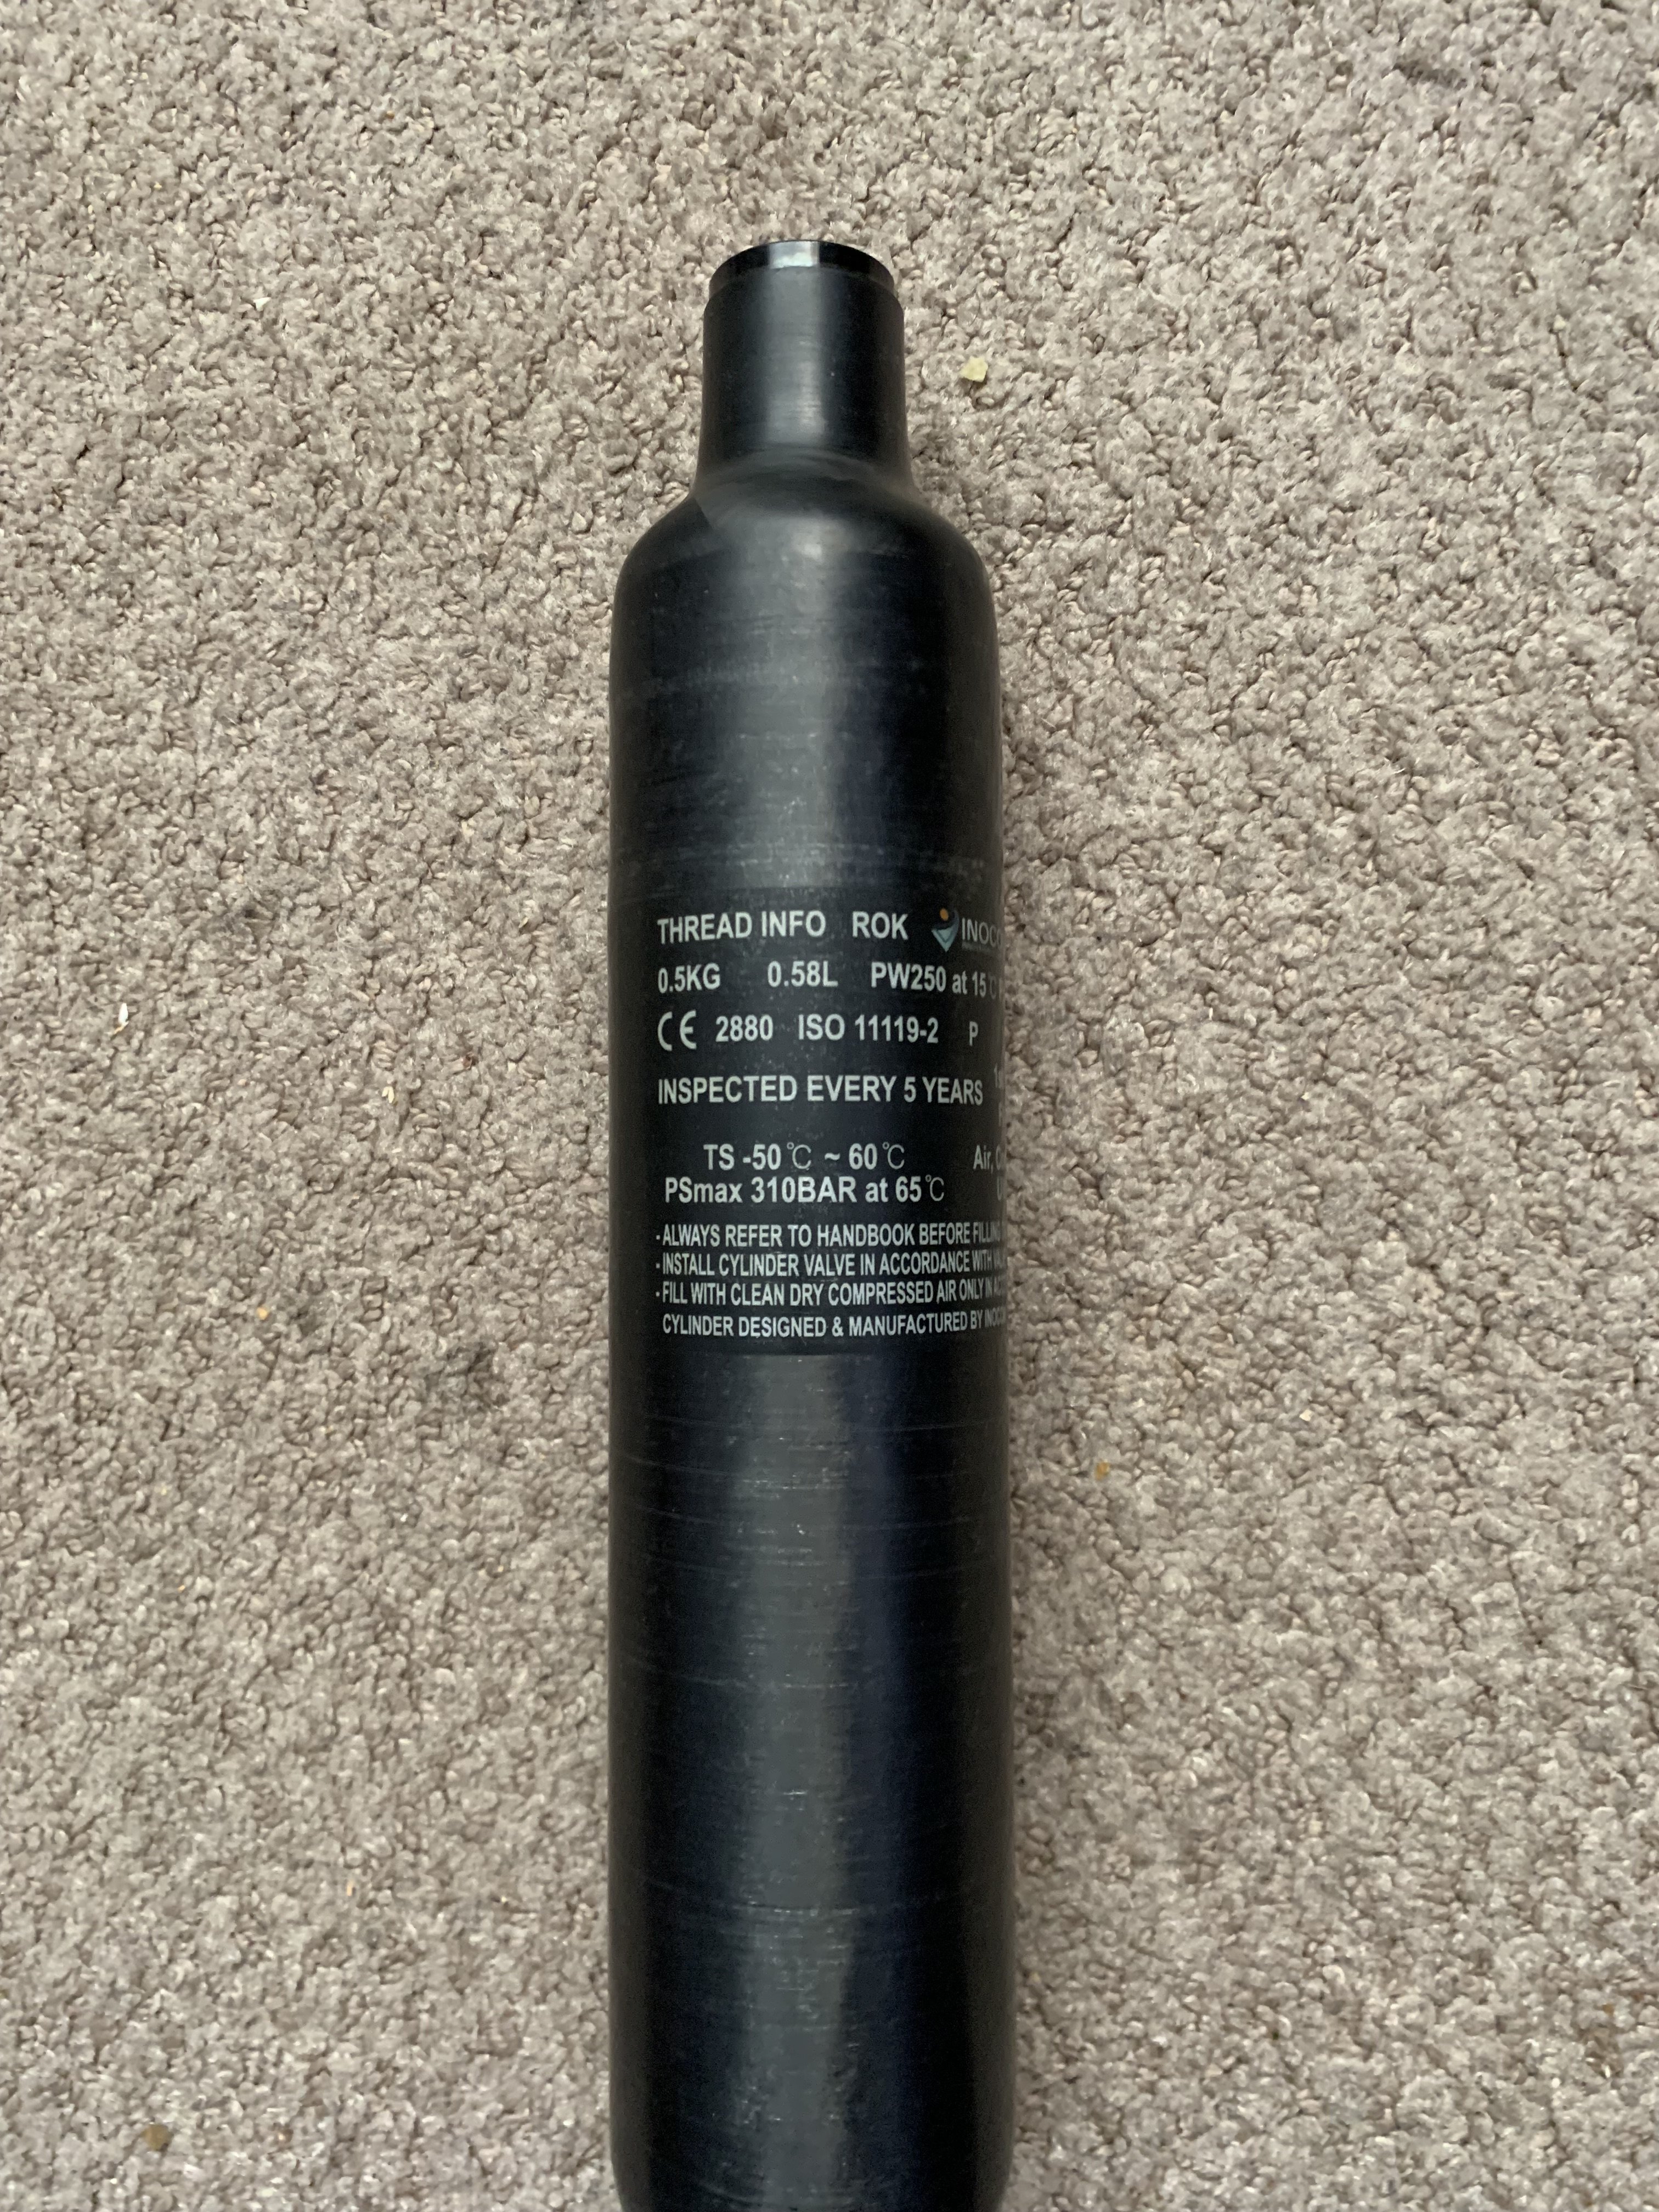 THREAD INFO ROK
0.5KG 0.58L PW250 at 15℃
CE 2880 ISO 11119-2 P
INSPECTED EVERY 5 YEARS
TS -50℃ ~ 60℃ Air,
PSmax 310BAR at 65℃
-ALWAYS REFER TO HANDBOOK BEFORE FILLING
-INSTALL CYLINDER VALVE IN ACCORDANCE WITH
-FILL WITH CLEAN DRY COMPRESSED AIR ONLY IN
CYLINDER DESIGNED & MANUFACTURED BY